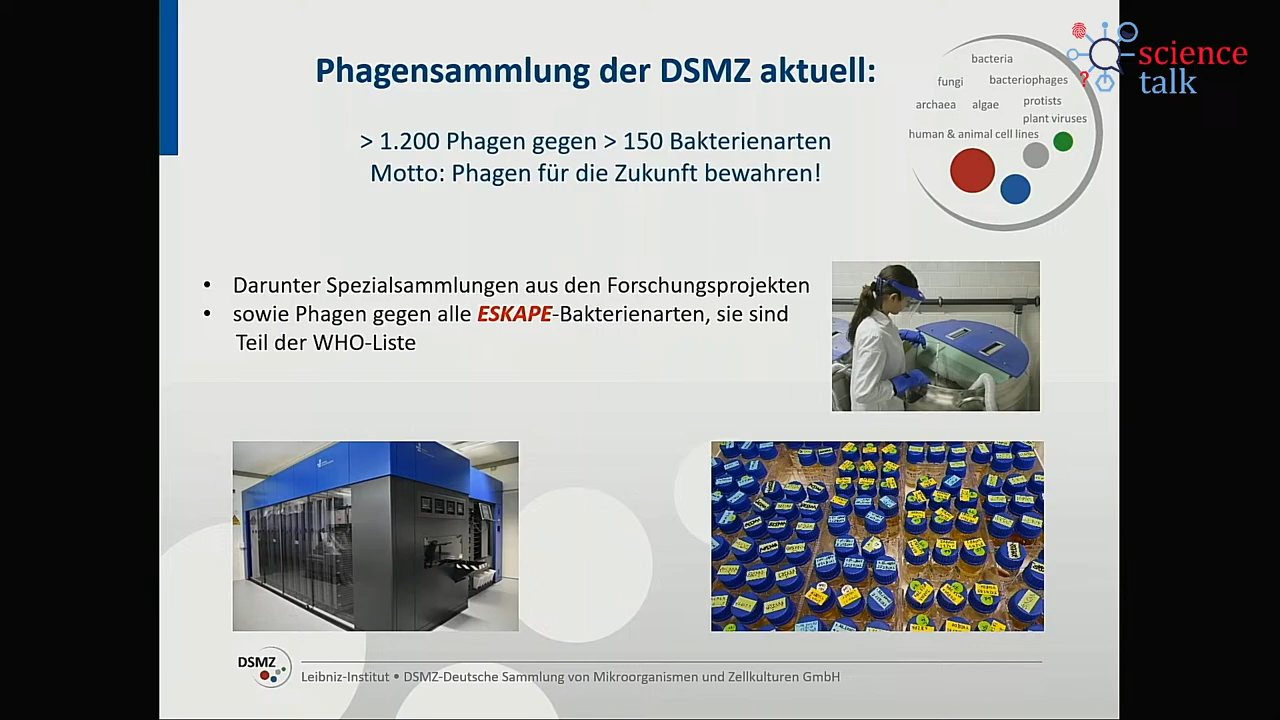 science
talk
Phagensammlung der DSMZ aktuell:
bacteria
fungi
bacteriophages
archaea
algae
protists
plant viruses
human & animal cell lines
?
> 1.200 Phagen gegen > 150 Bakterienarten
Motto: Phagen für die Zukunft bewahren!
• Darunter Spezialsammlungen aus den Forschungsprojekten
• sowie Phagen gegen alle ESKAPE-Bakterienarten, sie sind
Teil der WHO-Liste
DSMZ
Leibniz-Institut • DSMZ-Deutsche Sammlung von Mikroorganismen und Zellkulturen GmbH